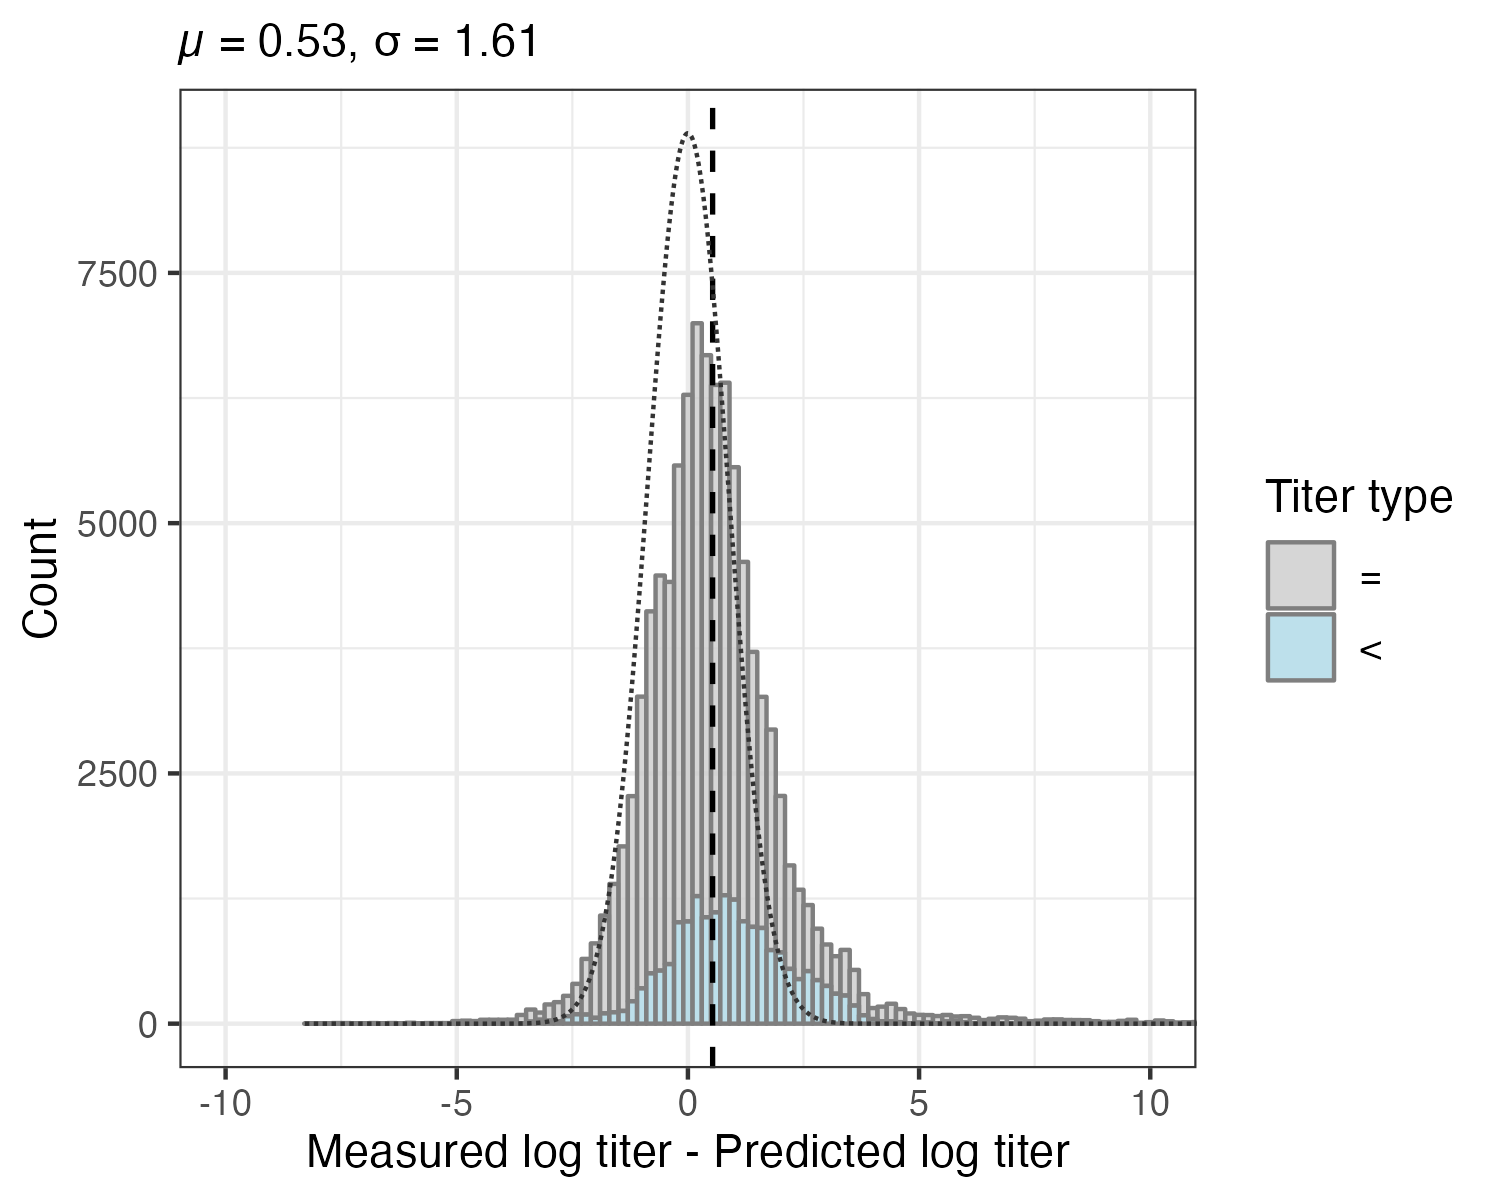 μ = 0.53, σ = 1.61
Count
7500
5000
2500
0
-10
-5
0
5
10
Measured log titer - Predicted log titer
Titer type
=
<